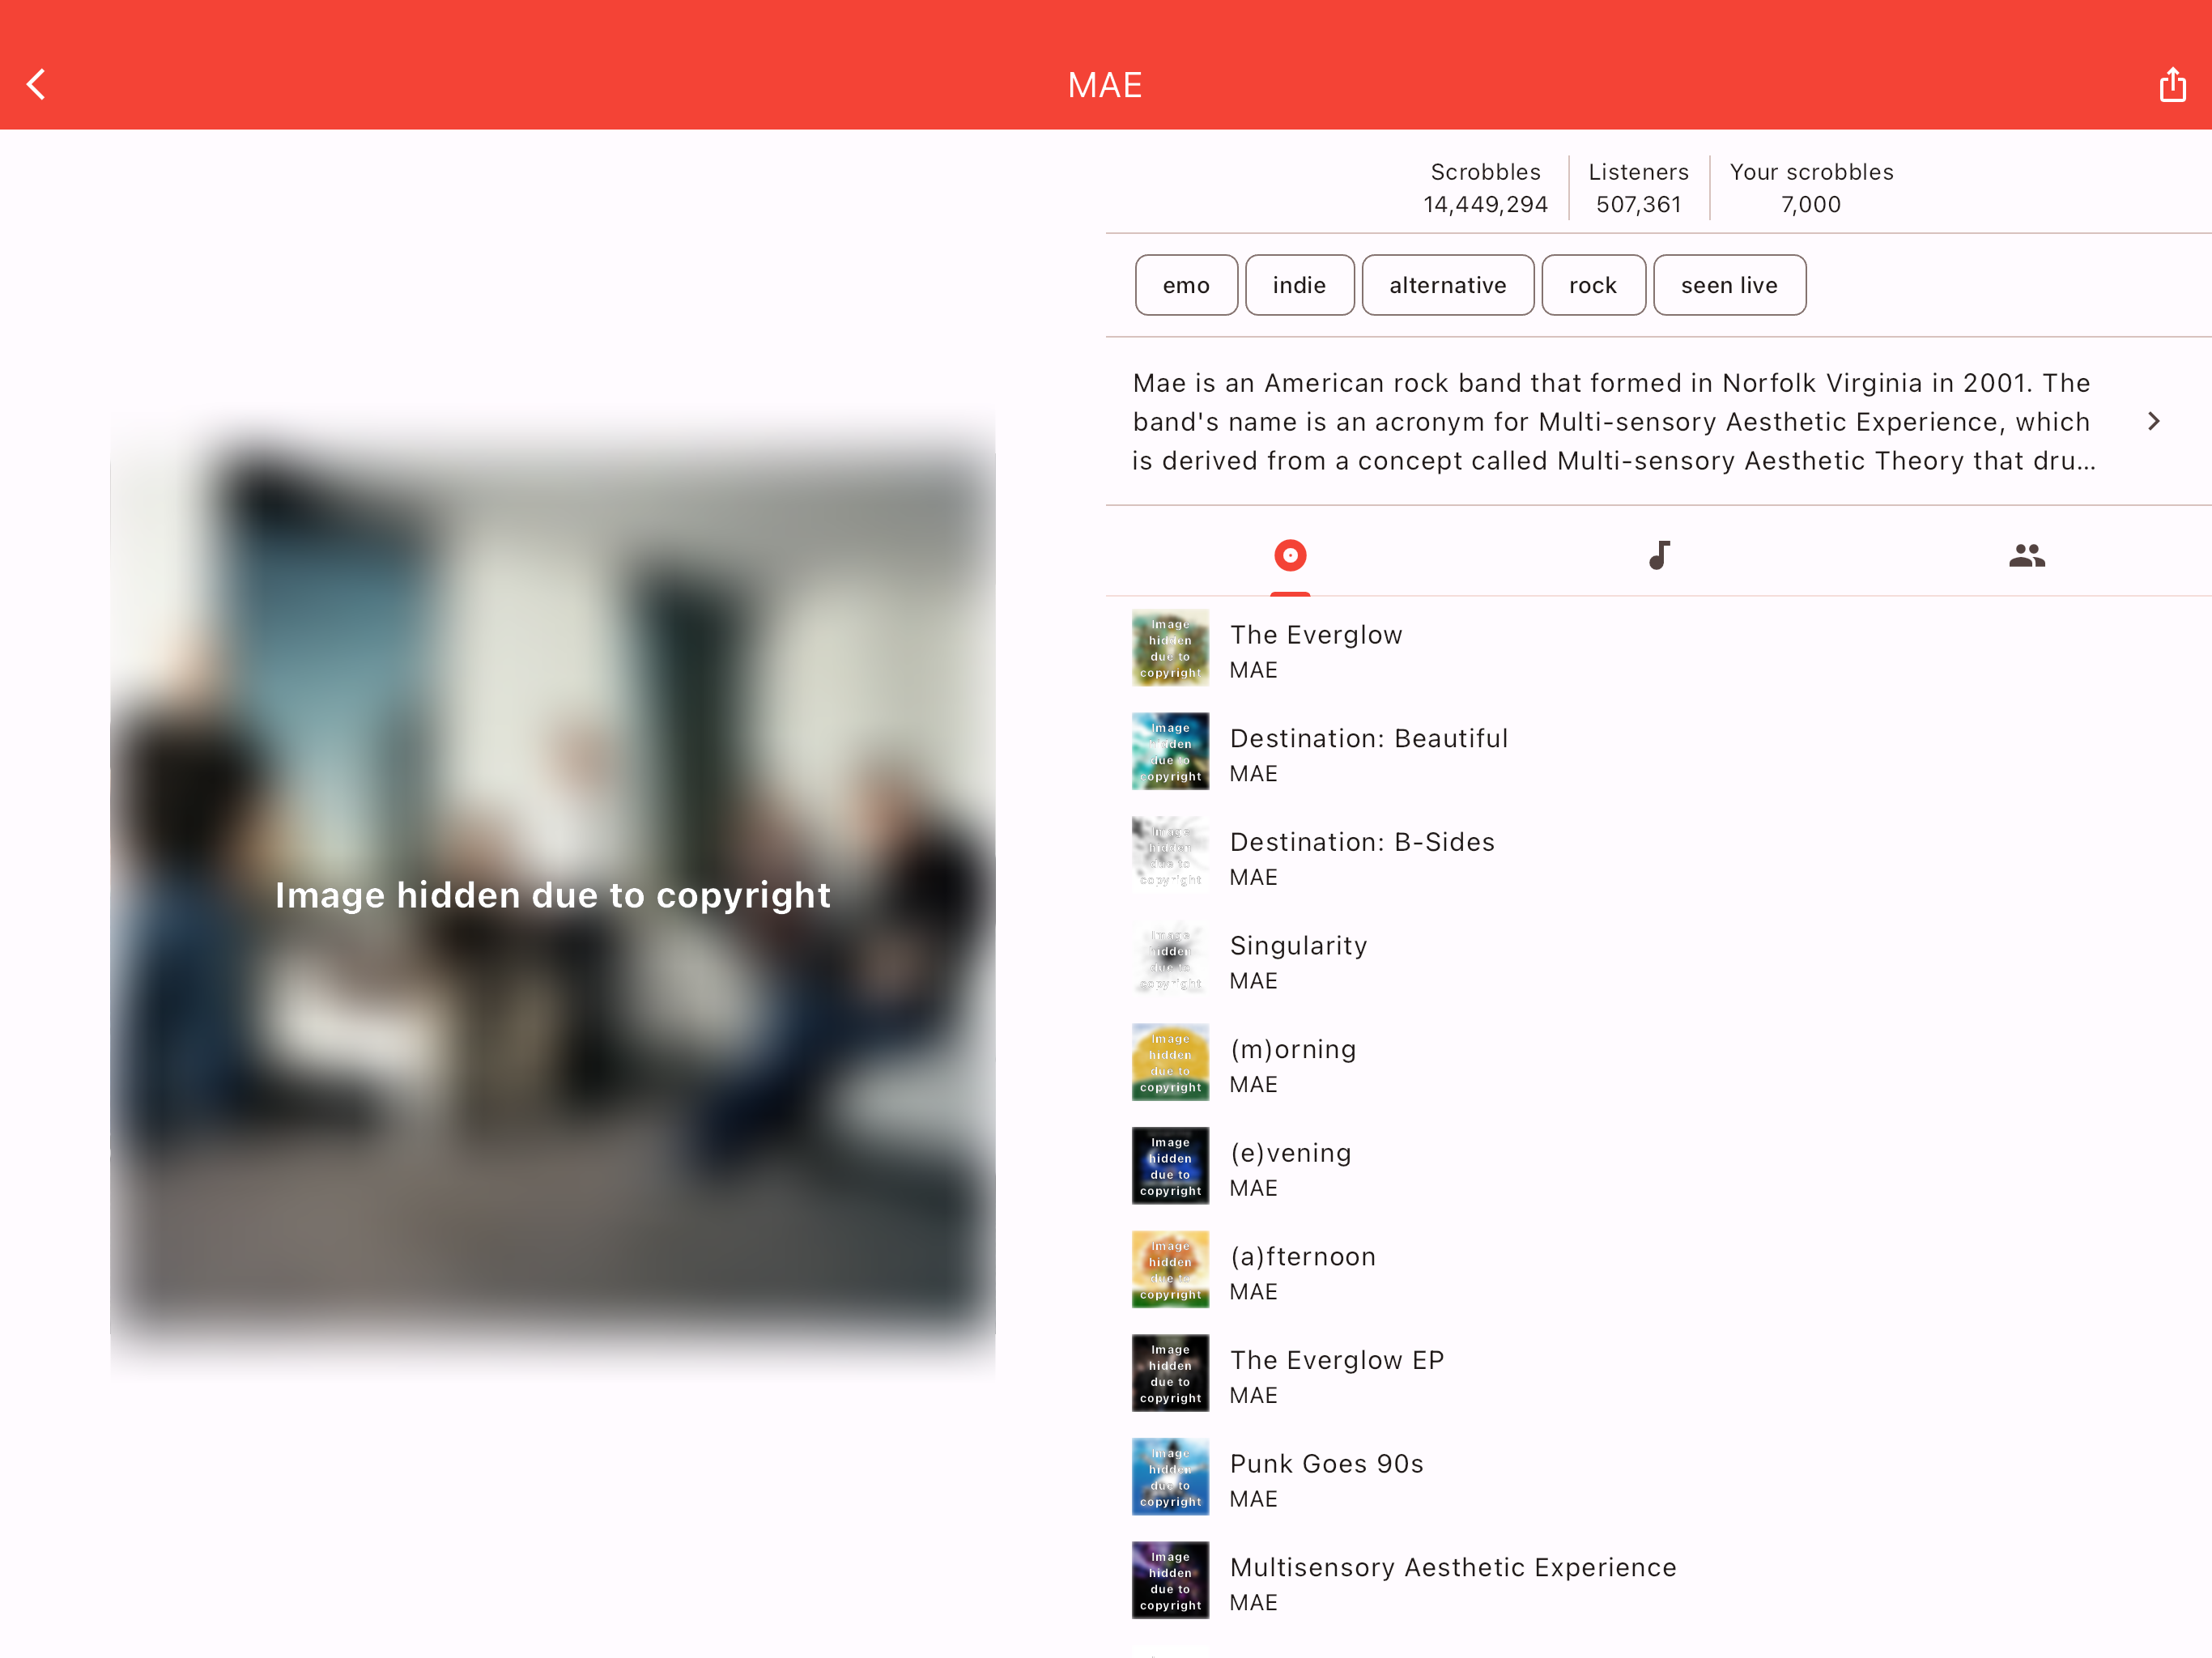 MAE
Scrobbles
14,449,294
Listeners
507,361
Your scrobbles
7,000
emo
indie
alternative
rock
seen live
Mae is an American rock band that formed in Norfolk Virginia in 2001. The
band's name is an acronym for Multi-sensory Aesthetic Experience, which
is derived from a concept called Multi-sensory Aesthetic Theory that dru...
Image hidden due to copyright
Image
hidden
due to
copyright
The Everglow
MAE
Image
hidden
due to
copyright
Destination: Beautiful
MAE
Image
hidden
due to
copyright
Destination: B-Sides
MAE
Image
hidden
due to
copyright
Singularity
MAE
Image
hidden
due to
copyright
(m)orning
MAE
Image
hidden
due to
copyright
(e)vening
MAE
Image
hidden
due to
copyright
(a)fternoon
MAE
Image
hidden
due to
copyright
The Everglow EP
MAE
Image
hidden
due to
copyright
Punk Goes 90s
MAE
Image
hidden
due to
copyright
Multisensory Aesthetic Experience
MAE